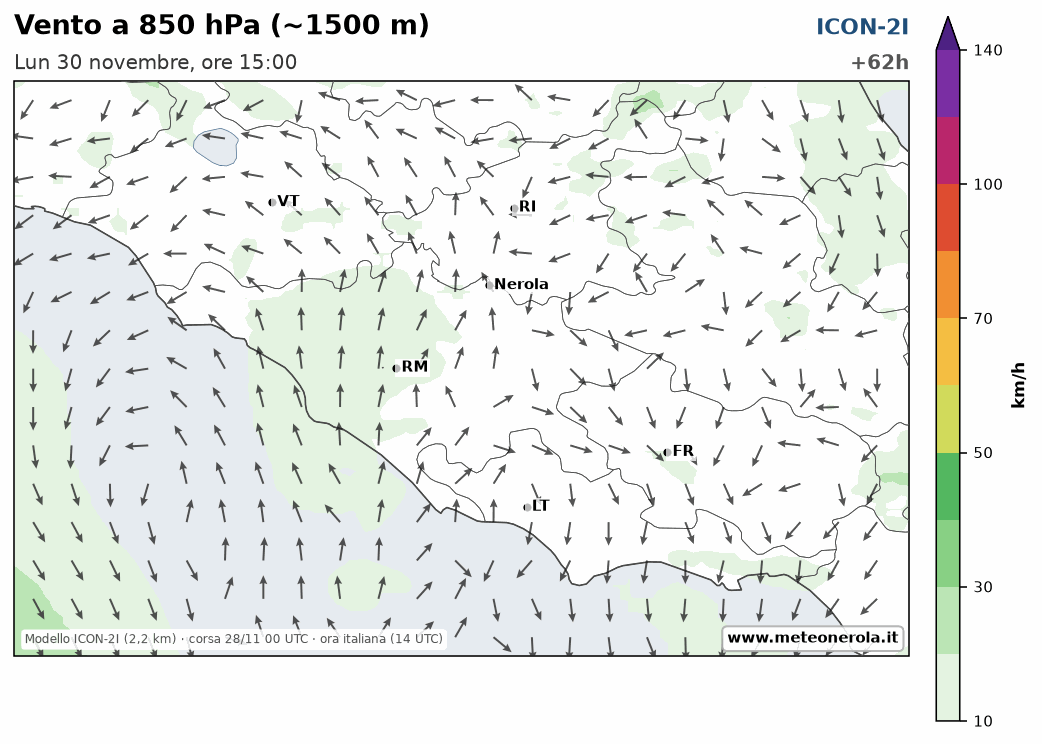 Vento a 850 hPa (~1500 m)
ICON-2I
Lun 30 novembre, ore 15:00
+62h
140
100
70
50
30
10
km/h
VT
RI
Nerola
RM
FR
LT
Modello ICON-2I (2,2 km) · corsa 28/11 00 UTC · ora italiana (14 UTC)
www.meteonerola.it